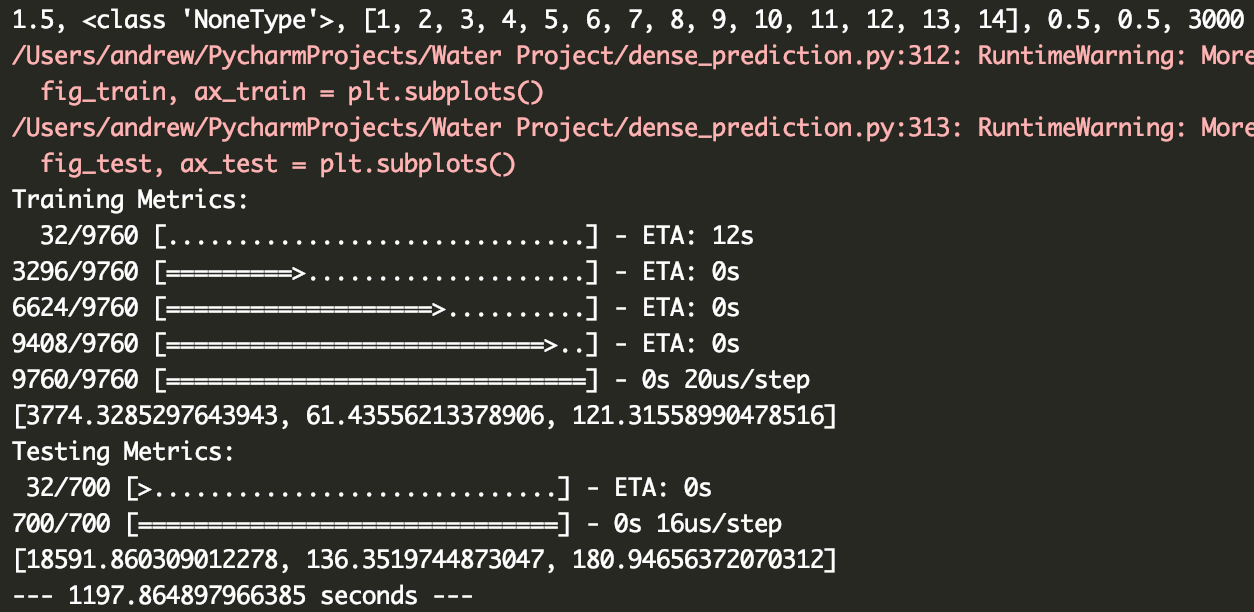 1.5, <class 'NoneType'>, [1, 2, 3, 4, 5, 6, 7, 8, 9, 10, 11, 12, 13, 14], 0.5, 0.5, 3000
/Users/andrew/PycharmProjects/Water Project/dense_prediction.py:312: RuntimeWarning: More
  fig_train, ax_train = plt.subplots()
/Users/andrew/PycharmProjects/Water Project/dense_prediction.py:313: RuntimeWarning: More
  fig_test, ax_test = plt.subplots()
Training Metrics:
  32/9760 [..............................] - ETA: 12s
3296/9760 [=========>....................] - ETA: 0s
6624/9760 [===================>..........] - ETA: 0s
9408/9760 [===========================>..] - ETA: 0s
9760/9760 [==============================] - 0s 20us/step
[3774.3285297643943, 61.43556213378906, 121.31558990478516]
Testing Metrics:
 32/700 [>.............................] - ETA: 0s
700/700 [==============================] - 0s 16us/step
[18591.860309012278, 136.3519744873047, 180.94656372070312]
--- 1197.864897966385 seconds ---